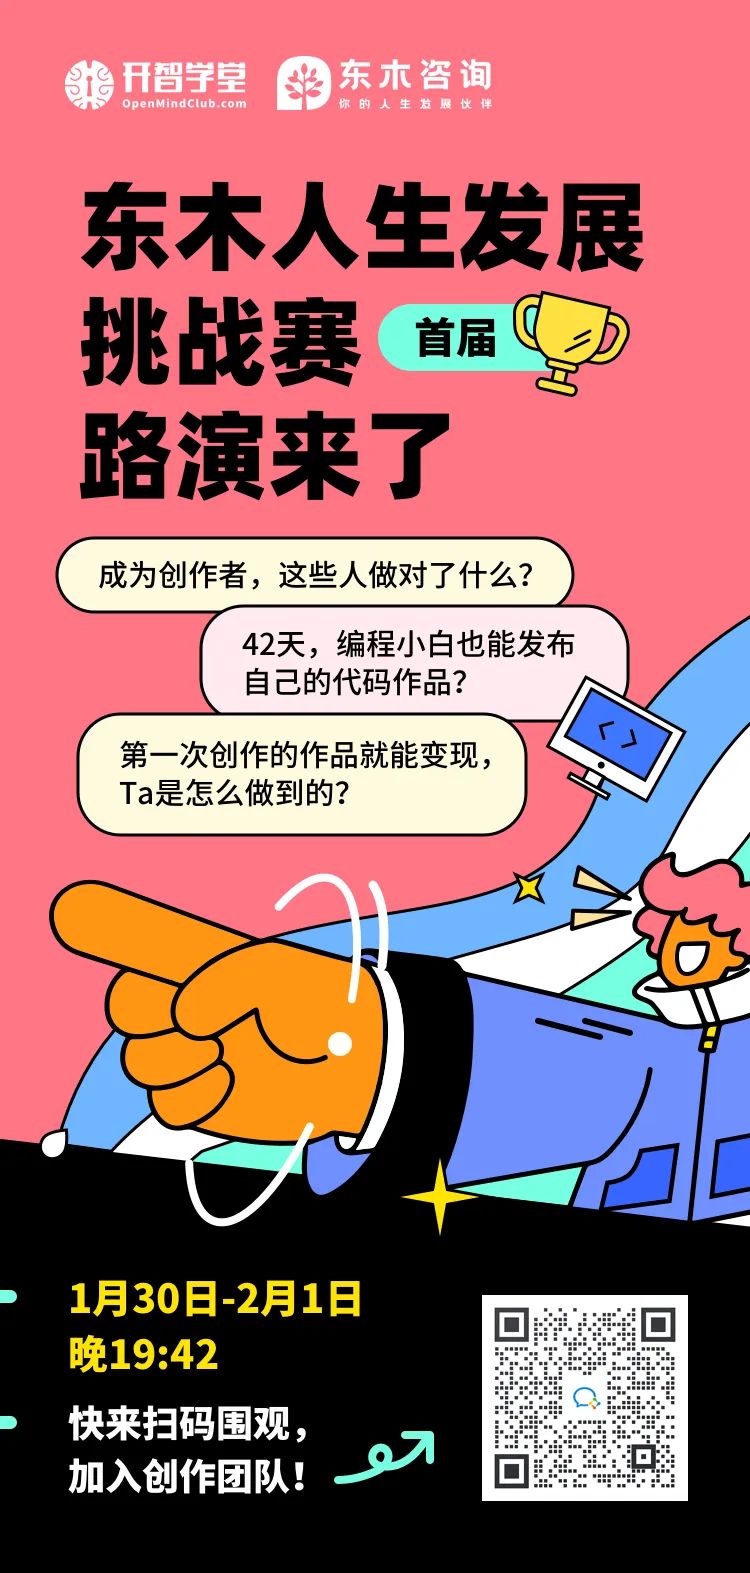 开智学堂
OpenMindClub.com
东木咨询
你的人生发展伙伴
东木人生发展
挑战赛
首届
路演来了
成为创作者，这些人做对了什么？
42天，编程小白也能发布
自己的代码作品？
第一次创作的作品就能变现，
Ta是怎么做到的？
1月30日-2月1日
晚19:42
快来扫码围观，
加入创作团队！